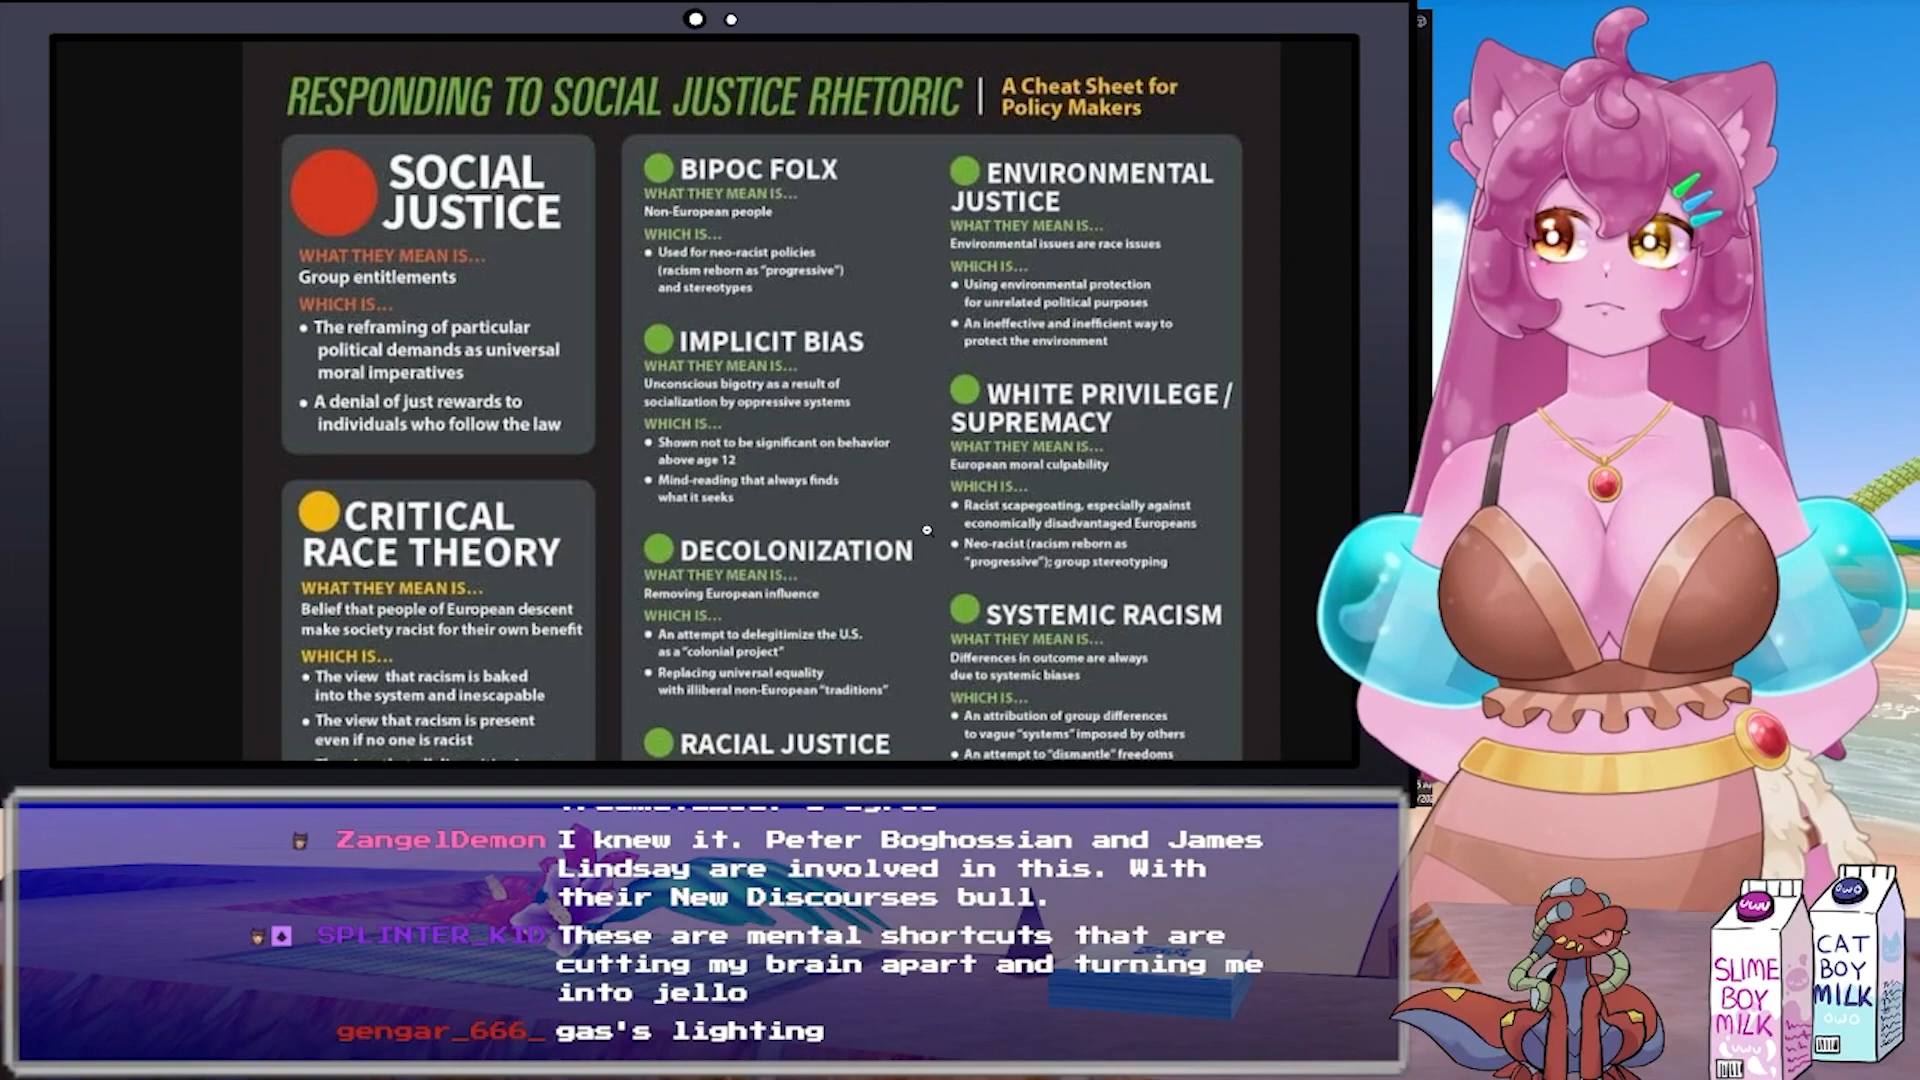 RESPONDING TO SOCIAL JUSTICE RHETORIC
A Cheat Sheet for
Policy Makers
SOCIAL
JUSTICE
WHAT THEY MEAN IS...
Group entitlements
WHICH IS...
• The reframing of particular
political demands as universal
moral imperatives
• A denial of just rewards to
individuals who follow the law
CRITICAL
RACE THEORY
WHAT THEY MEAN IS...
Belief that people of European descent
make society racist for their own benefit
WHICH IS...
• The view that racism is baked
into the system and inescapable
• The view that racism is present
even if no one is racist
BIPOC FOLX
WHAT THEY MEAN IS...
Non-European people
WHICH IS...
• Used for neo-racist policies
(racism reborn as “progressive”)
and stereotypes
IMPLICIT BIAS
WHAT THEY MEAN IS...
Unconscious bigotry as a result of
socialization by oppressive systems
WHICH IS...
• Shown not to be significant on behavior
above age 12
• Mind-reading that always finds
what it seeks
DECOLONIZATION
WHAT THEY MEAN IS...
Removing European influence
WHICH IS...
• An attempt to delegitimize the U.S.
as a “colonial project”
• Replacing universal equality
with illiberal non-European “traditions”
RACIAL JUSTICE
ENVIRONMENTAL
JUSTICE
WHAT THEY MEAN IS...
Environmental issues are race issues
WHICH IS...
• Using environmental protection
for unrelated political purposes
• An ineffective and inefficient way to
protect the environment
WHITE PRIVILEGE /
SUPREMACY
WHAT THEY MEAN IS...
European moral culpability
WHICH IS...
• Racist scapegoating, especially against
economically disadvantaged Europeans
• Neo-racist (racism reborn as
“progressive”); group stereotyping
SYSTEMIC RACISM
WHAT THEY MEAN IS...
Differences in outcome are always
due to systemic biases
WHICH IS...
• An attribution of group differences
to vague “systems” imposed by others
• An attempt to “dismantle” freedoms
ZangelDemon I knew it. Peter Boghossian and James
Lindsay are involved in this. With
their New Discourses bull.
SPLINTER_K1D These are mental shortcuts that are
cutting my brain apart and turning me
into jello
gengar_666_ gas's lighting
UWU
SLIME
BOY
MILK
UWU
OWO
CAT
BOY
MILK
OWO